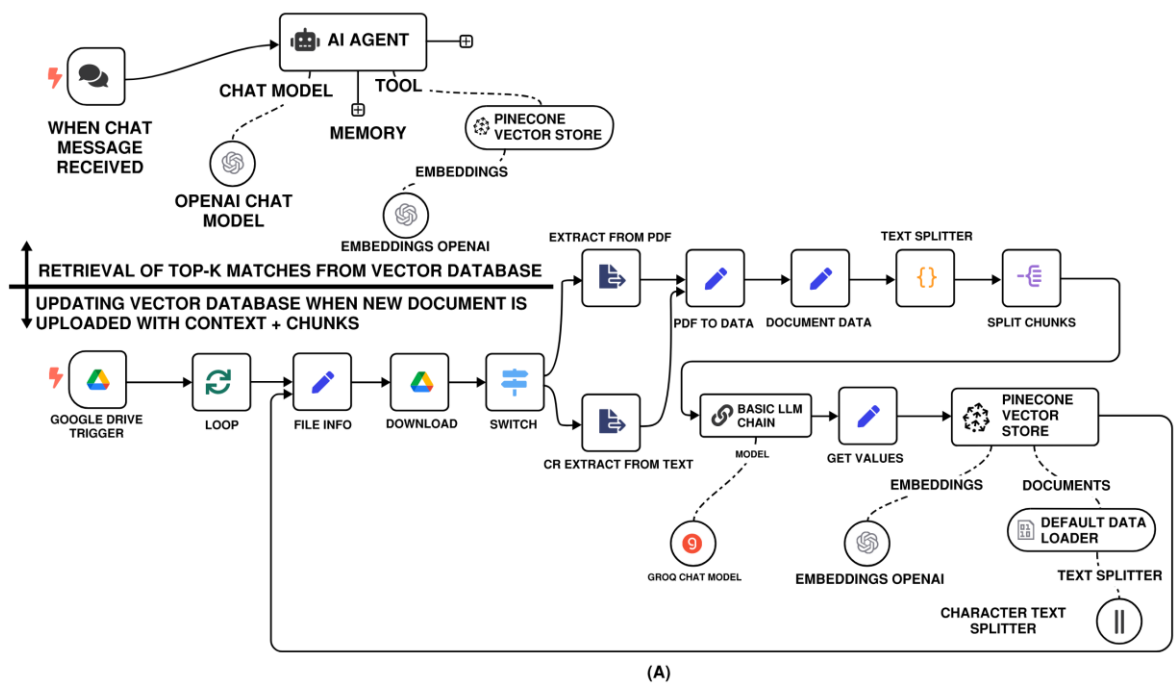 AI AGENT
CHAT MODEL
TOOL
MEMORY
WHEN CHAT
MESSAGE
RECEIVED
PINECONE
VECTOR STORE
OPENAI CHAT
MODEL
EMBEDDINGS
EMBEDDINGS OPENAI
RETRIEVAL OF TOP-K MATCHES FROM VECTOR DATABASE
UPDATING VECTOR DATABASE WHEN NEW DOCUMENT IS
UPLOADED WITH CONTEXT + CHUNKS
GOOGLE DRIVE
TRIGGER
LOOP
FILE INFO
DOWNLOAD
SWITCH
EXTRACT FROM PDF
CR EXTRACT FROM TEXT
PDF TO DATA
DOCUMENT DATA
TEXT SPLITTER
{}
SPLIT CHUNKS
BASIC LLM
CHAIN
MODEL
g
GROQ CHAT MODEL
GET VALUES
PINECONE
VECTOR
STORE
EMBEDDINGS
EMBEDDINGS OPENAI
DOCUMENTS
01
10
DEFAULT DATA
LOADER
TEXT SPLITTER
CHARACTER TEXT
SPLITTER
(A)